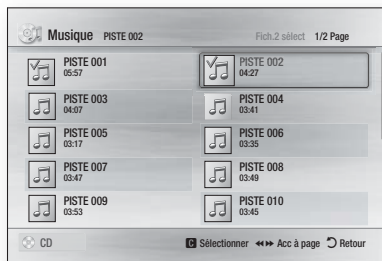 Musique PISTE 002 Fich.2 sélect 1/2 Page
PISTE 001 PISTE 002
05:57 04:27
PISTE 003 PISTE 004
04:07 03:41
PISTE 005 PISTE 006
03:17 03:35
PISTE 007 PISTE 008
03:47 03:49
PISTE 009 PISTE 010
03:53 03:45
CD C Sélectionner Acc à page Retour